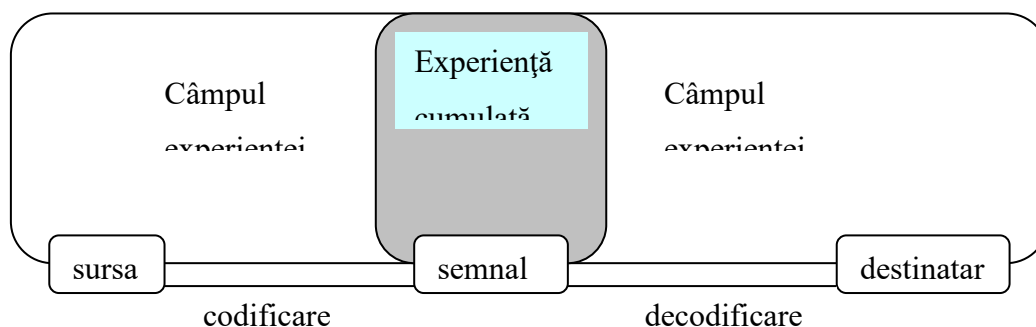 Experienţă
cumulată
Câmpul
experienţei
Câmpul
experienţei
sursa
semnal
destinatar
codificare
decodificare